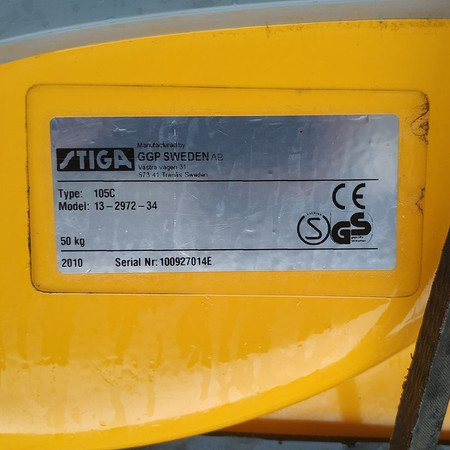 STIGA
Manufactured by
GGP SWEDEN AB
Västra vägen 31
573 41 Tranås Sweden
Type: 105C
Model: 13-2972-34
CE
S GS
50 kg
2010 Serial Nr: 100927014E